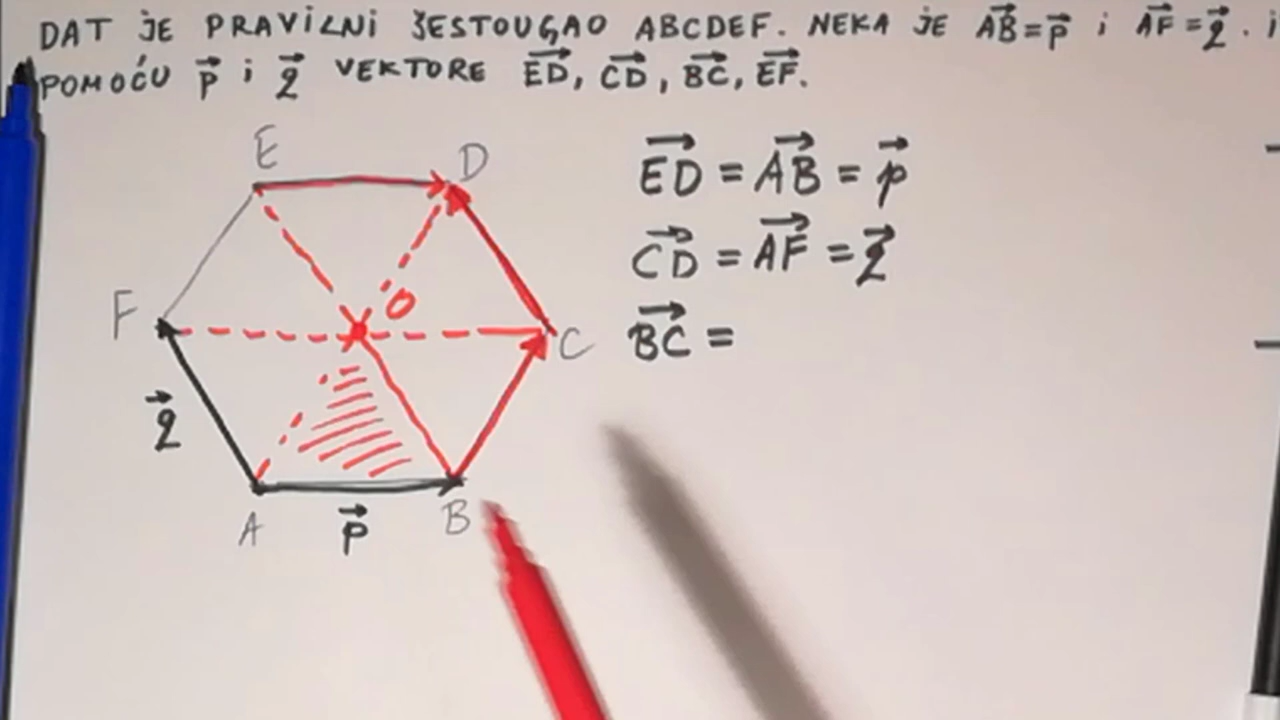 DAT JE PRAVILNI ŠESTOUGAO ABCDEF. NEKA JE A͞B⃗=p⃗ i AF⃗=q⃗. i
POMOĆU p⃗ i q⃗ VEKTORE ED⃗, CD⃗, BC⃗, EF⃗.
E
D
ED⃗ = AB⃗ = p⃗
CD⃗ = AF⃗ = q⃗
F
O
C
BC⃗ =
q⃗
A
p⃗
B